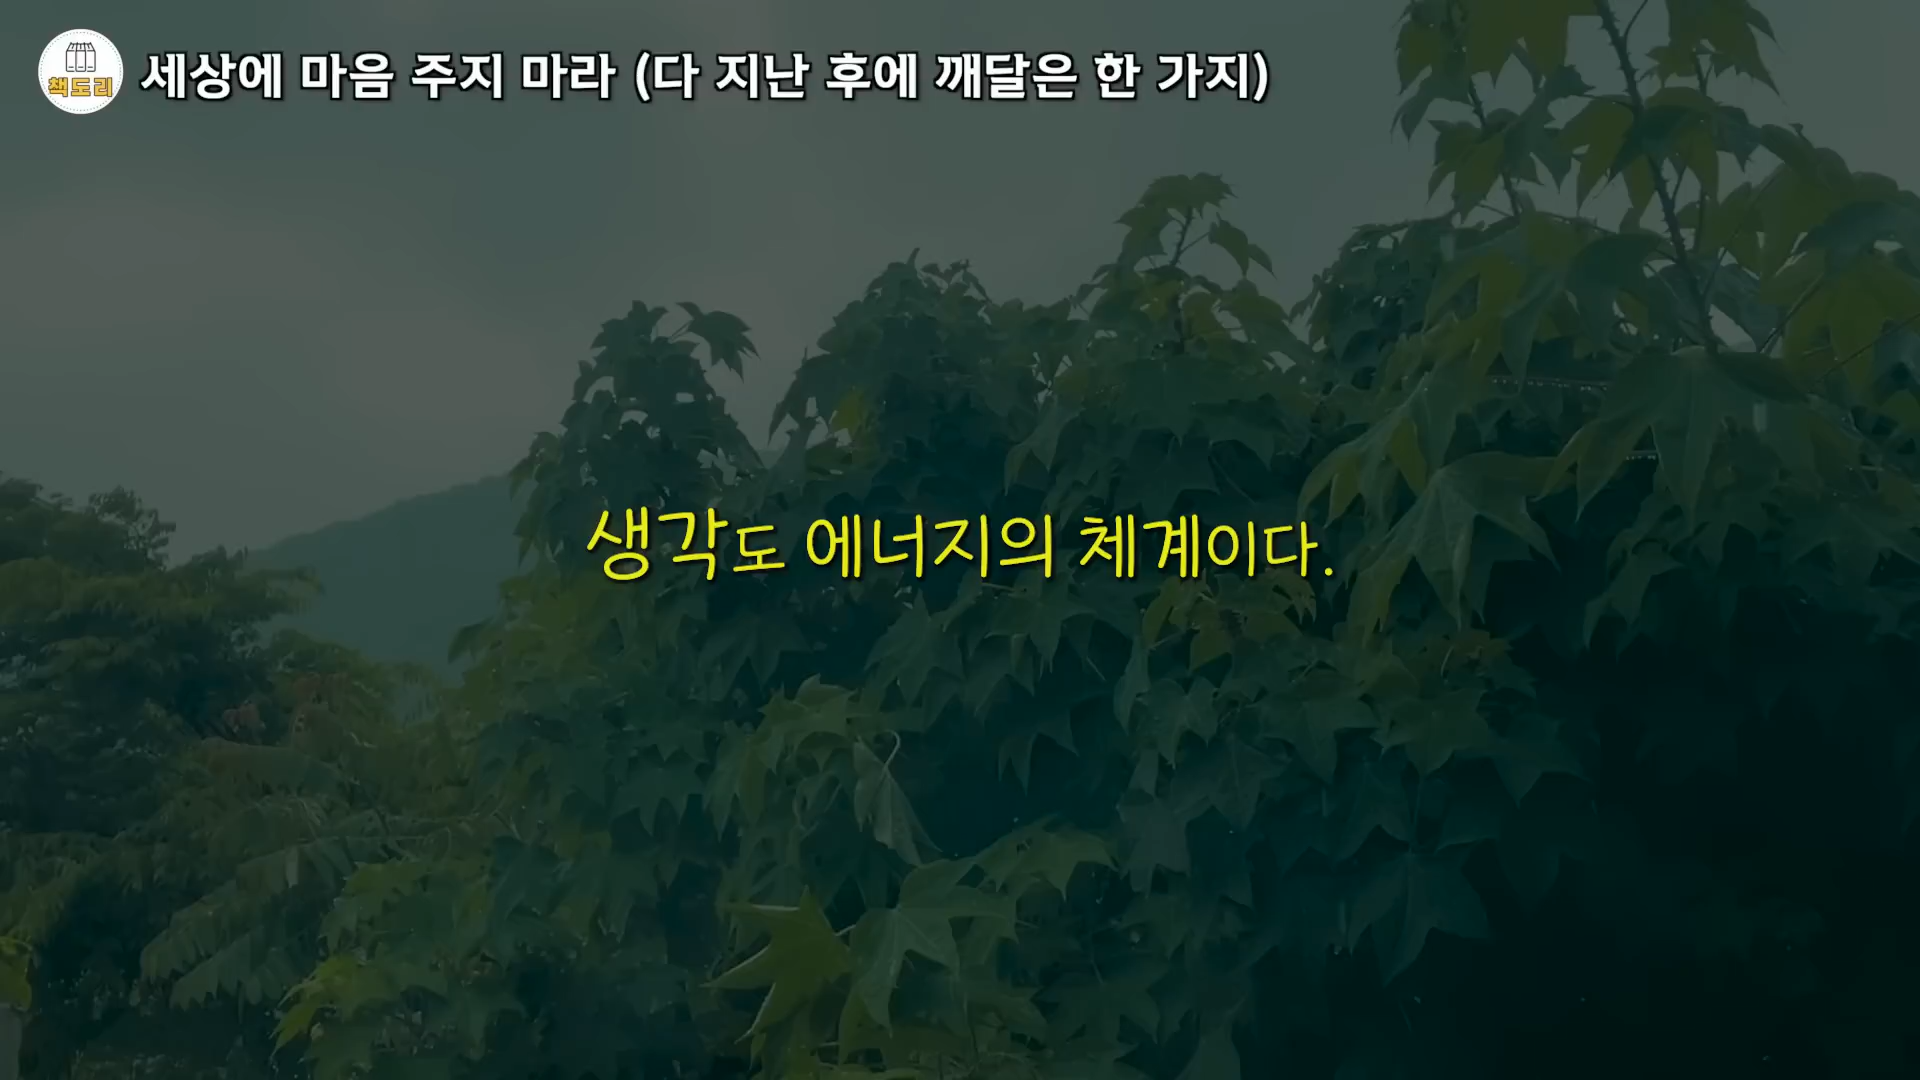 책도리
세상에 마음 주지 마라 (다 지난 후에 깨달은 한 가지)
생각도 에너지의 체계이다.